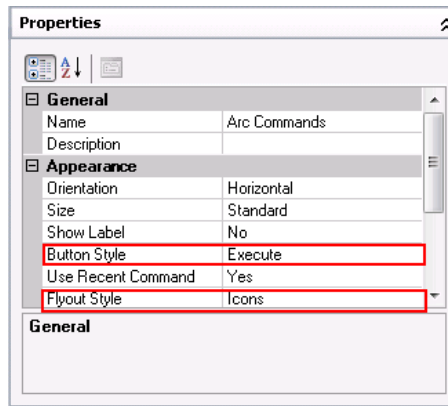 Properties
General
Name Arc Commands
Description
Appearance
Orientation Horizontal
Size Standard
Show Label No
Button Style Execute
Use Recent Command Yes
Flyout Style Icons
General